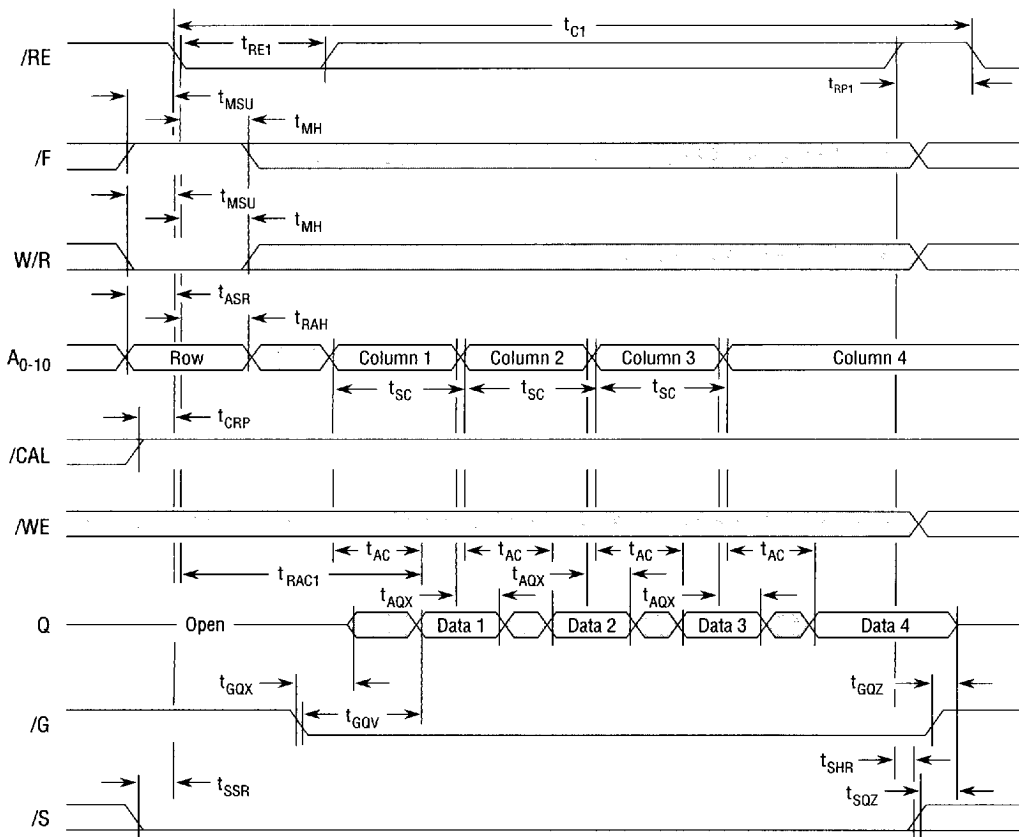 t_C1
t_RE1
/RE
t_RP1
t_MSU
t_MH
/F
t_MSU
t_MH
W/R
t_ASR
t_RAH
A_0-10 Row Column 1 Column 2 Column 3 Column 4
t_SC t_SC t_SC
t_CRP
/CAL
/WE
t_AC t_AC t_AC t_AC
t_RAC1
t_AQX t_AQX t_AQX
Q Open Data 1 Data 2 Data 3 Data 4
t_GQX t_GQZ
t_GQV
/G
t_SHR
t_SSR t_SQZ
/S